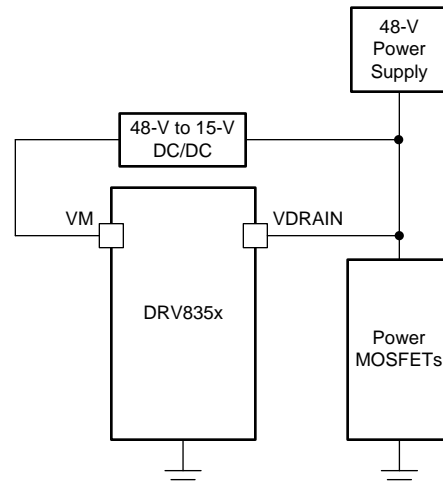 48-V
Power
Supply
48-V to 15-V
DC/DC
VM
VDRAIN
DRV835x
Power
MOSFETs